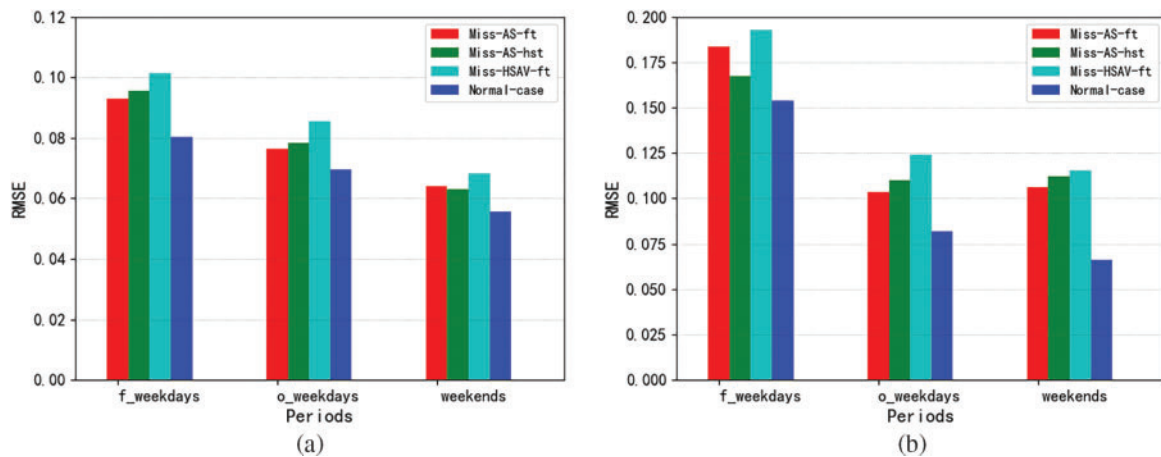 0.12
0.10
0.08
0.06
0.04
0.02
0.00
RMSE
Miss-AS-ft
Miss-AS-hst
Miss-HSAV-ft
Normal-case
f_weekdays
o_weekdays
weekends
Periods
(a)
0.200
0.175
0.150
0.125
0.100
0.075
0.050
0.025
0.000
RMSE
Miss-AS-ft
Miss-AS-hst
Miss-HSAV-ft
Normal-case
f_weekdays
o_weekdays
weekends
Periods
(b)